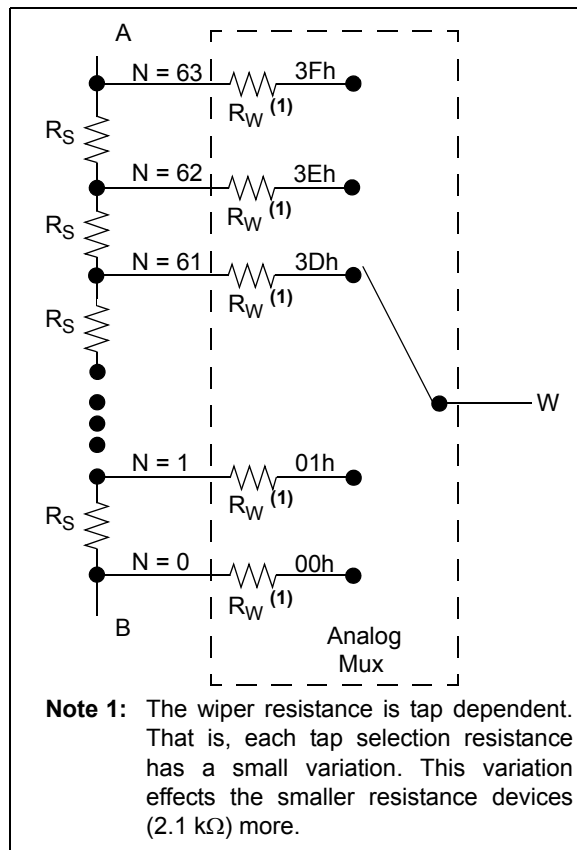 A
N = 63
3Fh
RW (1)
RS
N = 62
3Eh
RW (1)
RS
N = 61
3Dh
RW (1)
RS
W
N = 1
01h
RW (1)
RS
N = 0
00h
RW (1)
B
Analog
Mux
Note 1: The wiper resistance is tap dependent.
That is, each tap selection resistance
has a small variation. This variation
effects the smaller resistance devices
(2.1 kΩ) more.